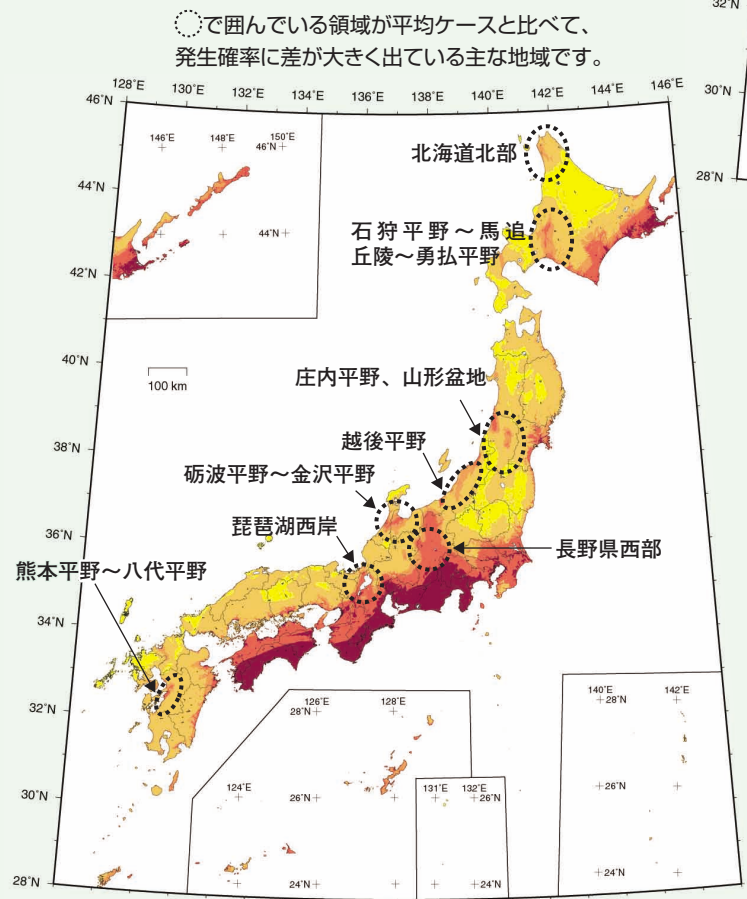 で囲んでいる領域が平均ケースと比べて、
発生確率に差が大きく出ている主な地域です。
32˚N
30˚N
28˚N
128˚E
130˚E
132˚E
134˚E
136˚E
138˚E
140˚E
142˚E
144˚E
146˚E
46˚N
44˚N
42˚N
40˚N
38˚N
36˚N
34˚N
32˚N
30˚N
28˚N
146˚E
148˚E
150˚E
46˚N
44˚N
100 km
北海道北部
石狩平野～馬追
丘陵～勇払平野
庄内平野、山形盆地
越後平野
砺波平野～金沢平野
琵琶湖西岸
長野県西部
熊本平野～八代平野
126˚E
128˚E
28˚N
124˚E
26˚N
24˚N
131˚E
132˚E
26˚N
24˚N
140˚E
142˚E
28˚N
26˚N
24˚N